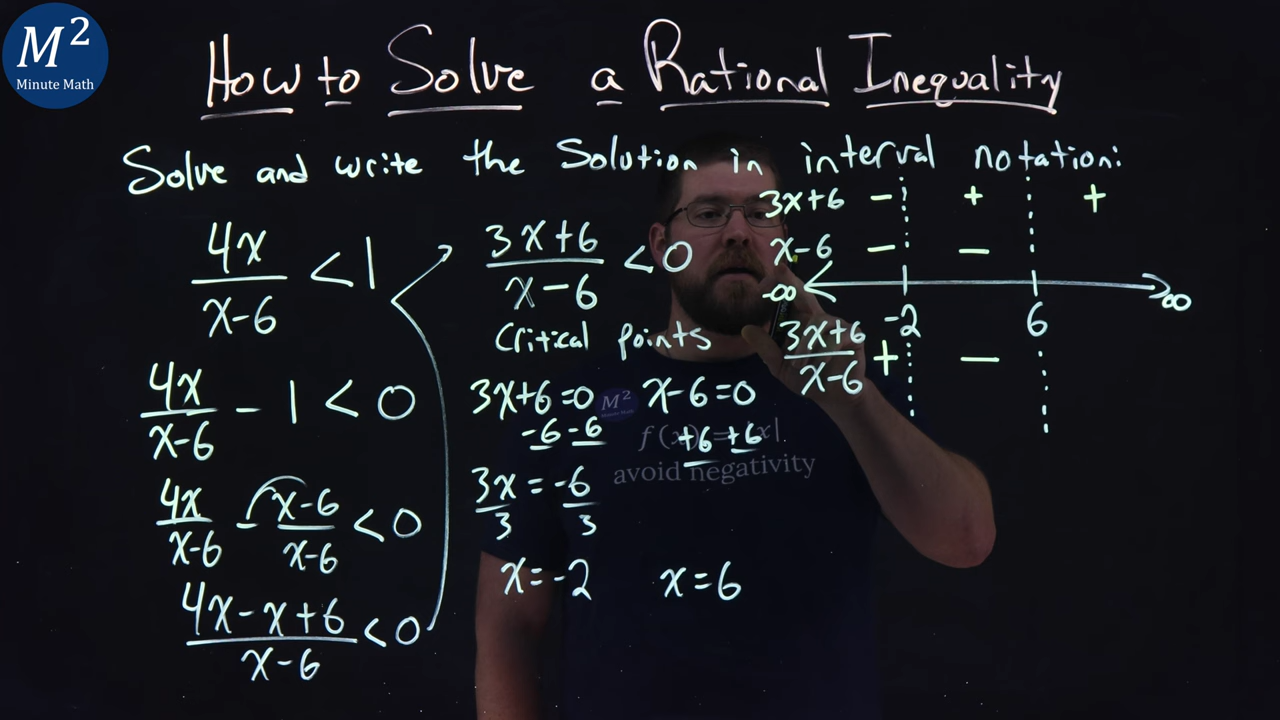 M²
Minute Math
How to Solve a Rational Inequality
Solve and write the Solution in interval notation:
4x/(x-6) < 1
4x/(x-6) - 1 < 0
4x/(x-6) - (x-6)/(x-6) < 0
(4x-x+6)/(x-6) < 0
(3x+6)/(x-6) < 0
Critical points
3x+6=0
-6 -6
3x = -6
3 3
x=-2
x-6=0
+6 +6
x=6
3x+6 - + +
x-6 - -
-∞ ∞
-2 6
(3x+6)/(x-6) + -
M²
Minute Math
avoid negativity